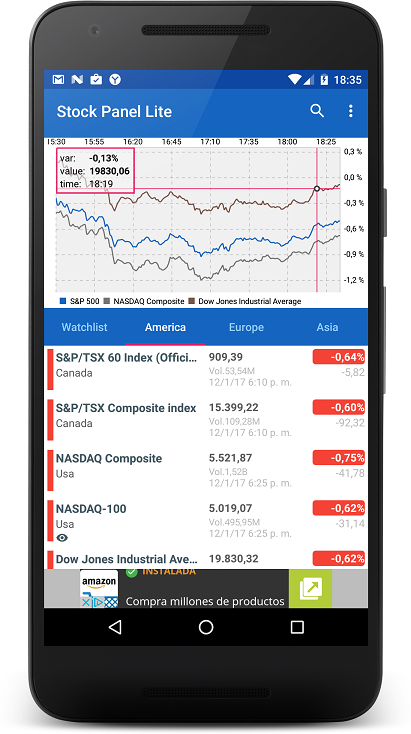 18:35
Stock Panel Lite
15:30 15:55 16:20 16:45 17:10 17:35 18:00 18:25
var: -0,13%
value: 19830,06
time: 18:19
0,3 %
0,0 %
-0,3 %
-0,6 %
-0,9 %
-1,2 %
S&P 500 NASDAQ Composite Dow Jones Industrial Average
Watchlist America Europe Asia
S&P/TSX 60 Index (Offici... 909,39 -0,64%
Canada Vol.53,54M -5,82
12/1/17 6:10 p. m.
S&P/TSX Composite index 15.399,22 -0,60%
Canada Vol.109,28M -92,32
12/1/17 6:10 p. m.
NASDAQ Composite 5.521,87 -0,75%
Usa Vol.1,52B -41,78
12/1/17 6:25 p. m.
NASDAQ-100 5.019,07 -0,62%
Usa Vol.495,95M -31,14
12/1/17 6:25 p. m.
Dow Jones Industrial Ave... 19.830,32 -0,62%
INSTALADA
amazon
Compra millones de productos